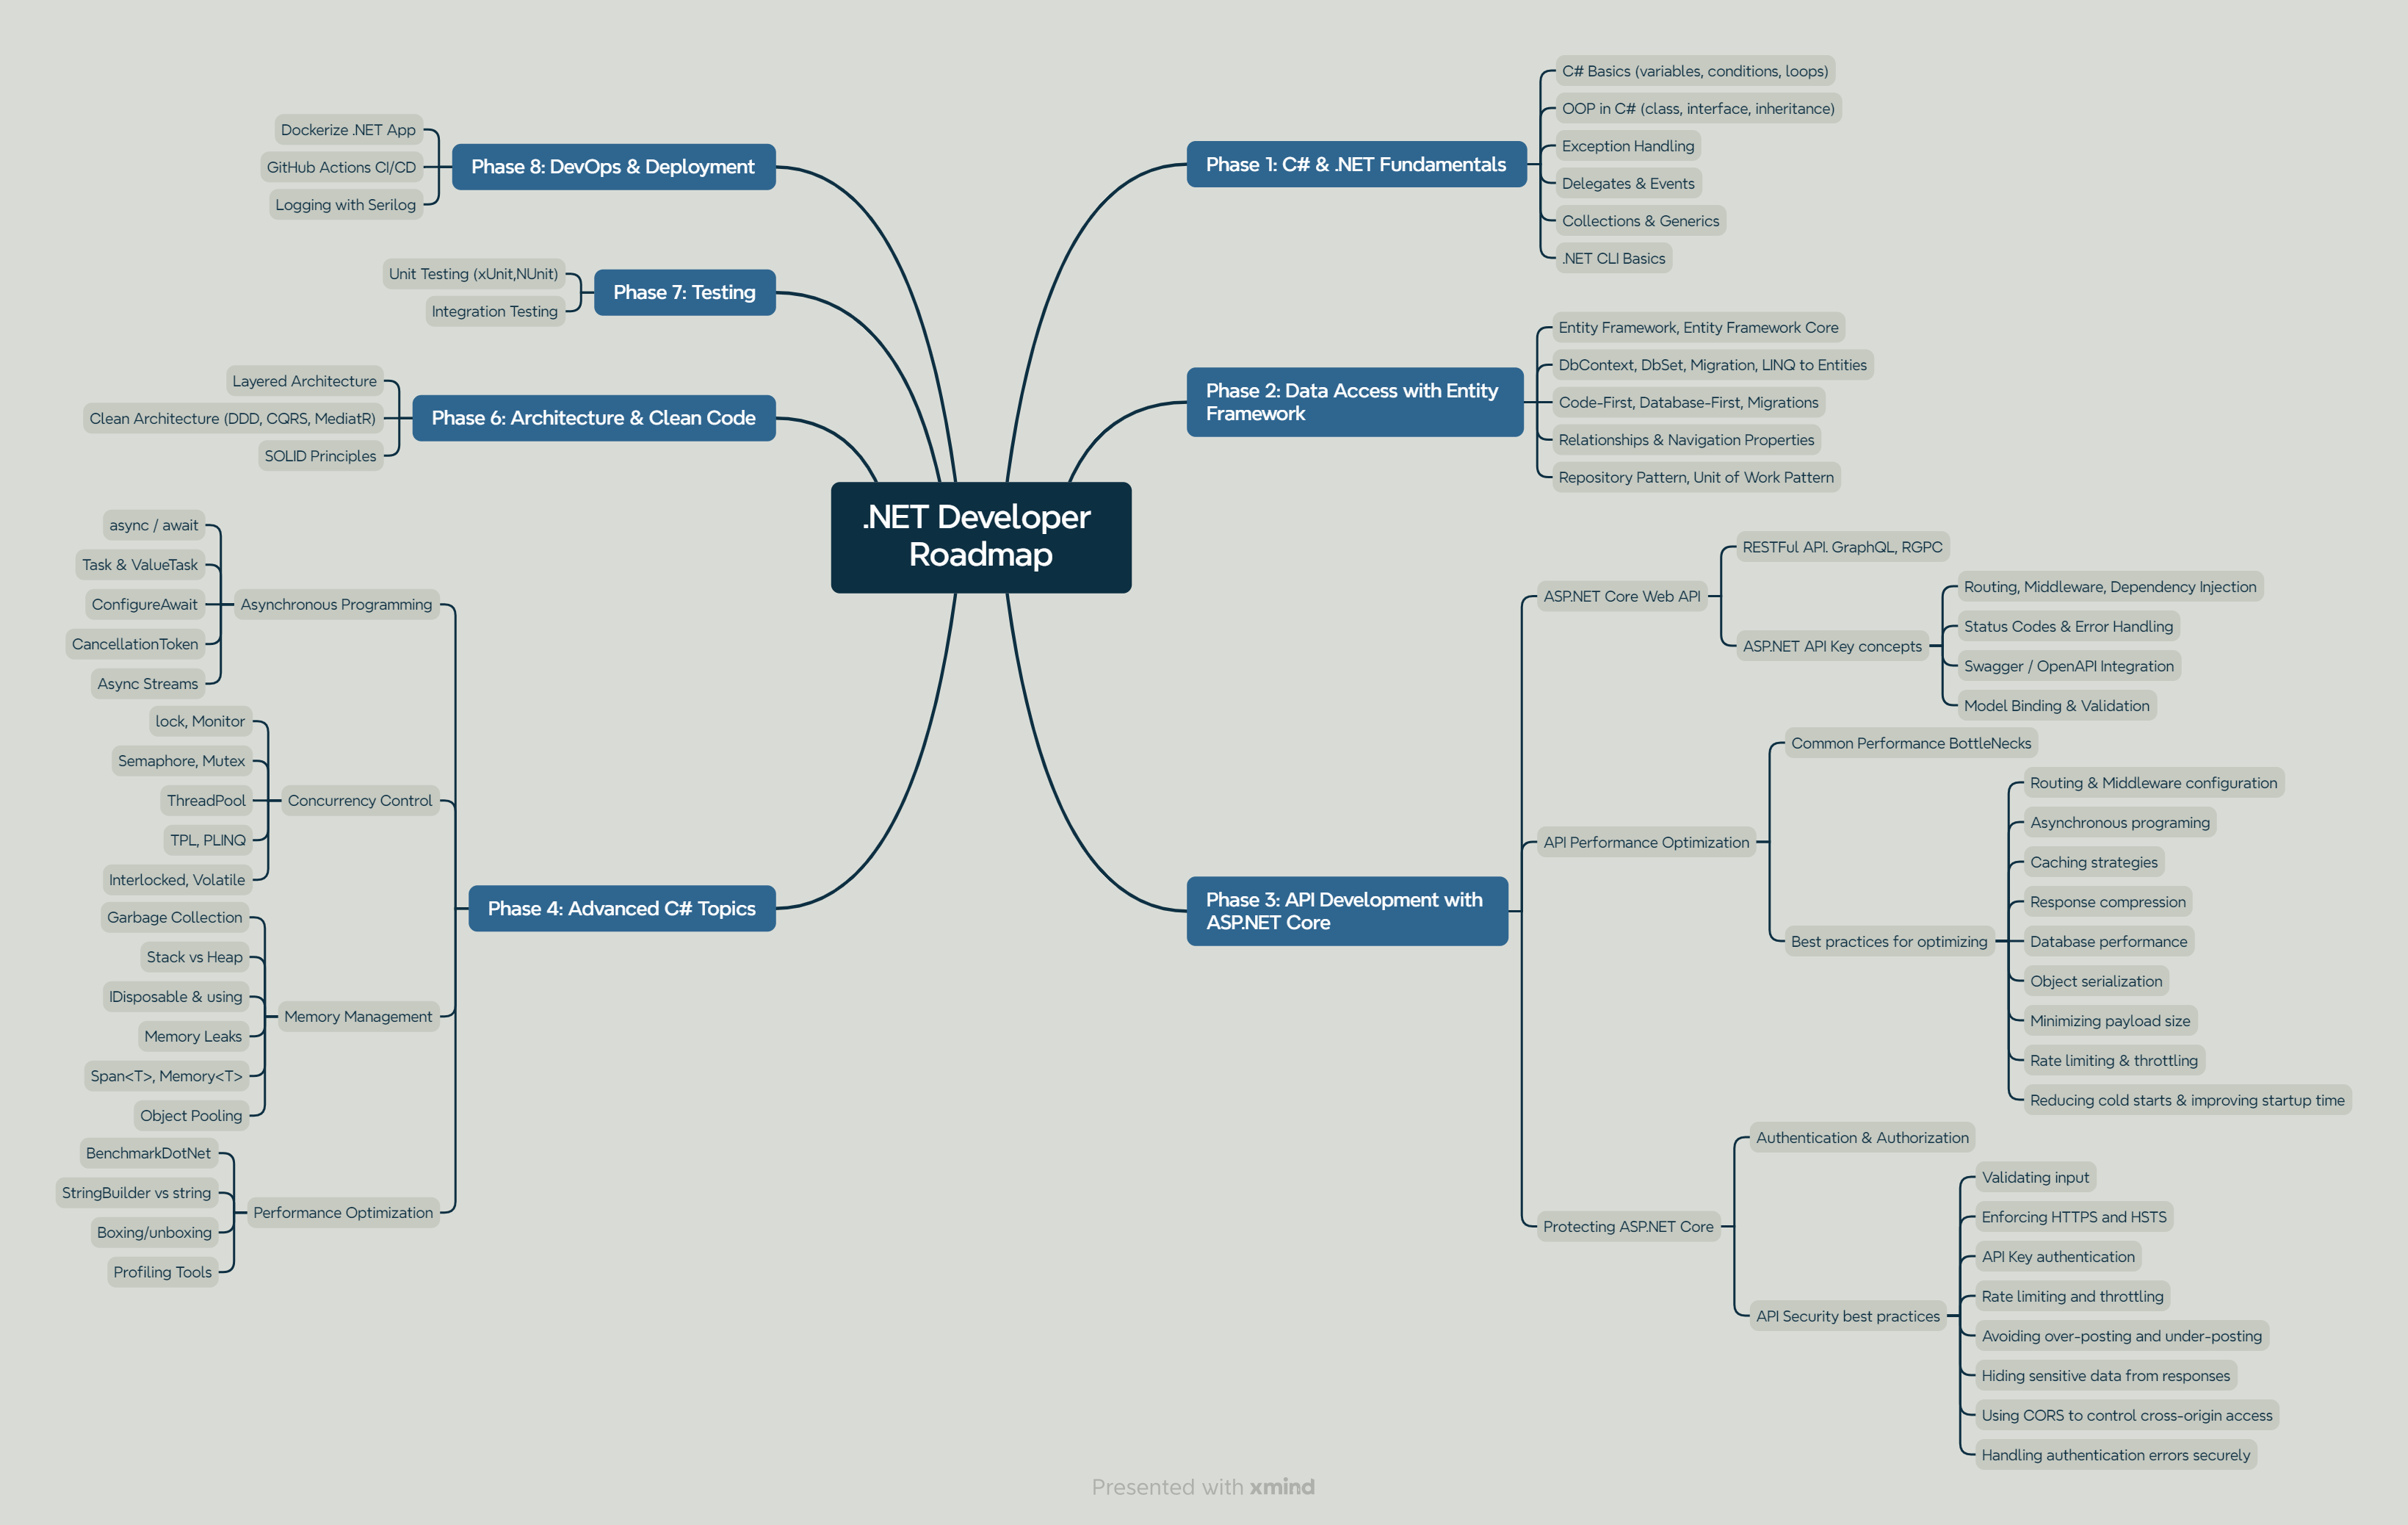 .NET Developer
Roadmap
Phase 1: C# & .NET Fundamentals
C# Basics (variables, conditions, loops)
OOP in C# (class, interface, inheritance)
Exception Handling
Delegates & Events
Collections & Generics
.NET CLI Basics
Phase 2: Data Access with Entity
Framework
Entity Framework, Entity Framework Core
DbContext, DbSet, Migration, LINQ to Entities
Code-First, Database-First, Migrations
Relationships & Navigation Properties
Repository Pattern, Unit of Work Pattern
Phase 3: API Development with
ASP.NET Core
ASP.NET Core Web API
RESTFul API. GraphQL, RGPC
ASP.NET API Key concepts
Routing, Middleware, Dependency Injection
Status Codes & Error Handling
Swagger / OpenAPI Integration
Model Binding & Validation
API Performance Optimization
Common Performance BottleNecks
Best practices for optimizing
Routing & Middleware configuration
Asynchronous programing
Caching strategies
Response compression
Database performance
Object serialization
Minimizing payload size
Rate limiting & throttling
Reducing cold starts & improving startup time
Protecting ASP.NET Core
Authentication & Authorization
API Security best practices
Validating input
Enforcing HTTPS and HSTS
API Key authentication
Rate limiting and throttling
Avoiding over-posting and under-posting
Hiding sensitive data from responses
Using CORS to control cross-origin access
Handling authentication errors securely
Phase 4: Advanced C# Topics
Asynchronous Programming
async / await
Task & ValueTask
ConfigureAwait
CancellationToken
Async Streams
Concurrency Control
lock, Monitor
Semaphore, Mutex
ThreadPool
TPL, PLINQ
Interlocked, Volatile
Memory Management
Garbage Collection
Stack vs Heap
IDisposable & using
Memory Leaks
Span<T>, Memory<T>
Object Pooling
Performance Optimization
BenchmarkDotNet
StringBuilder vs string
Boxing/unboxing
Profiling Tools
Phase 6: Architecture & Clean Code
Layered Architecture
Clean Architecture (DDD, CQRS, MediatR)
SOLID Principles
Phase 7: Testing
Unit Testing (xUnit,NUnit)
Integration Testing
Phase 8: DevOps & Deployment
Dockerize .NET App
GitHub Actions CI/CD
Logging with Serilog
Presented with xmind